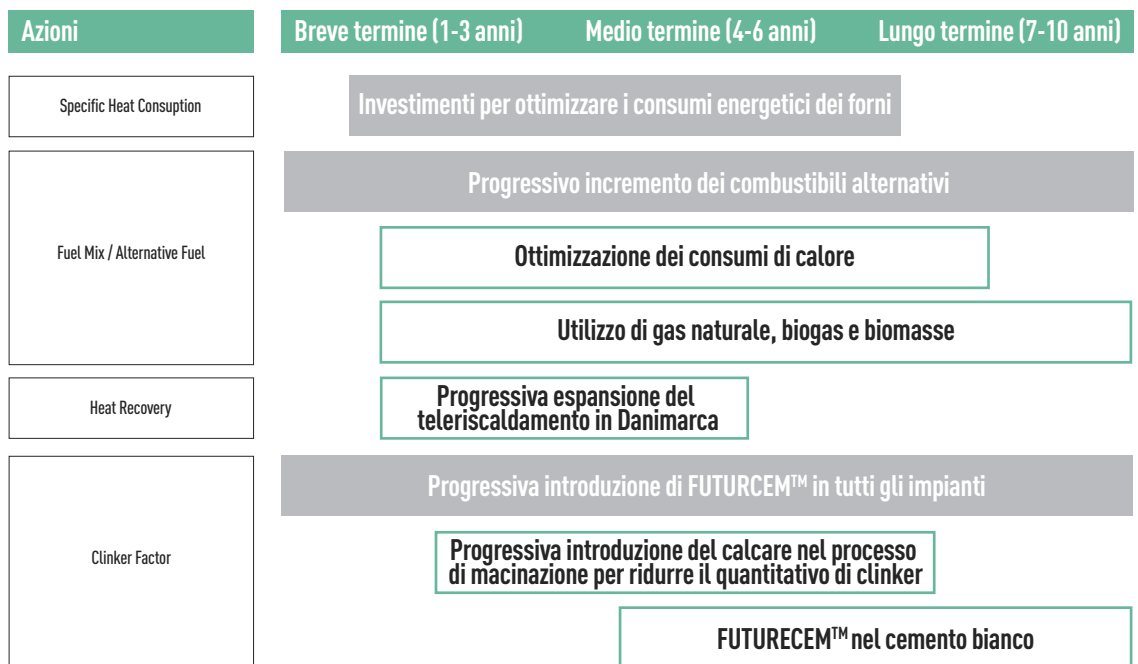 Azioni
Breve termine (1-3 anni)
Medio termine (4-6 anni)
Lungo termine (7-10 anni)
Specific Heat Consuption
Investimenti per ottimizzare i consumi energetici dei forni
Fuel Mix / Alternative Fuel
Progressivo incremento dei combustibili alternativi
Ottimizzazione dei consumi di calore
Utilizzo di gas naturale, biogas e biomasse
Heat Recovery
Progressiva espansione del
teleriscaldamento in Danimarca
Clinker Factor
Progressiva introduzione di FUTURCEM™ in tutti gli impianti
Progressiva introduzione del calcare nel processo
di macinazione per ridurre il quantitativo di clinker
FUTURECEM™ nel cemento bianco